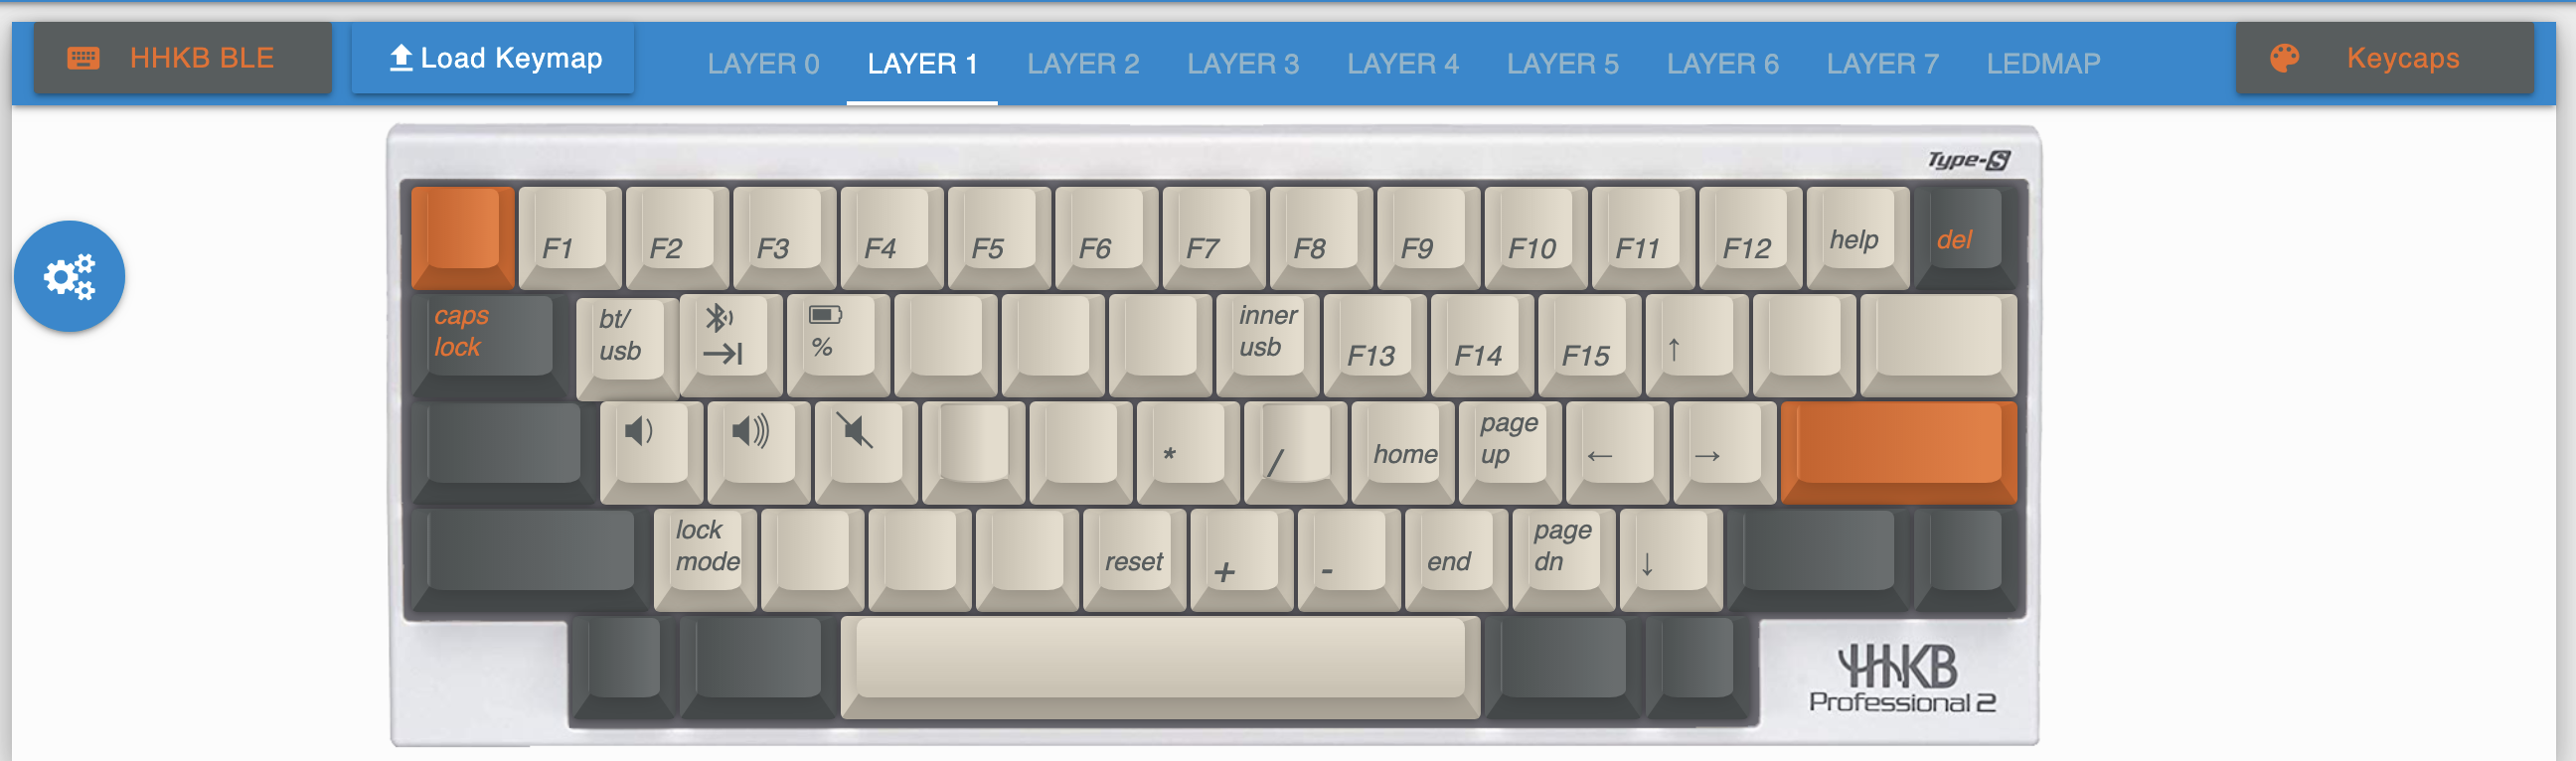 HHKB BLE
Load Keymap
LAYER 0
LAYER 1
LAYER 2
LAYER 3
LAYER 4
LAYER 5
LAYER 6
LAYER 7
LEDMAP
Keycaps
Type-S
F1
F2
F3
F4
F5
F6
F7
F8
F9
F10
F11
F12
help
del
caps
lock
bt/
usb
→|
%
inner
usb
F13
F14
F15
↑
*
/
home
page
up
←
→
lock
mode
reset
+
-
end
page
dn
↓
HHKB
Professional 2